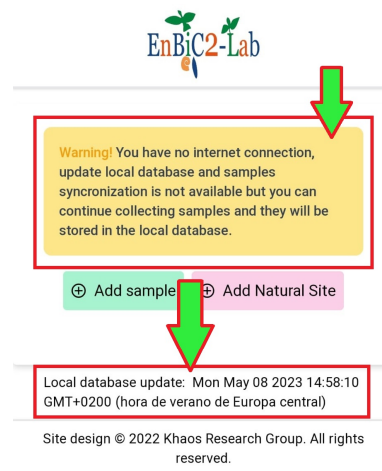 EnBiC2-Lab
Warning! You have no internet connection,
update local database and samples
syncronization is not available but you can
continue collecting samples and they will be
stored in the local database.
Add sample
Add Natural Site
Local database update: Mon May 08 2023 14:58:10
GMT+0200 (hora de verano de Europa central)
Site design © 2022 Khaos Research Group. All rights
reserved.